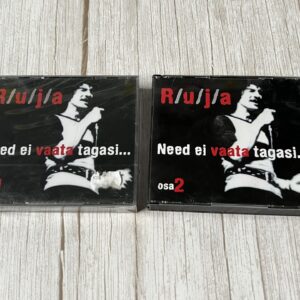 R/u/j/a
Need ei vaata tagasi...
R/u/j/a
Need ei vaata tagasi.
osa2